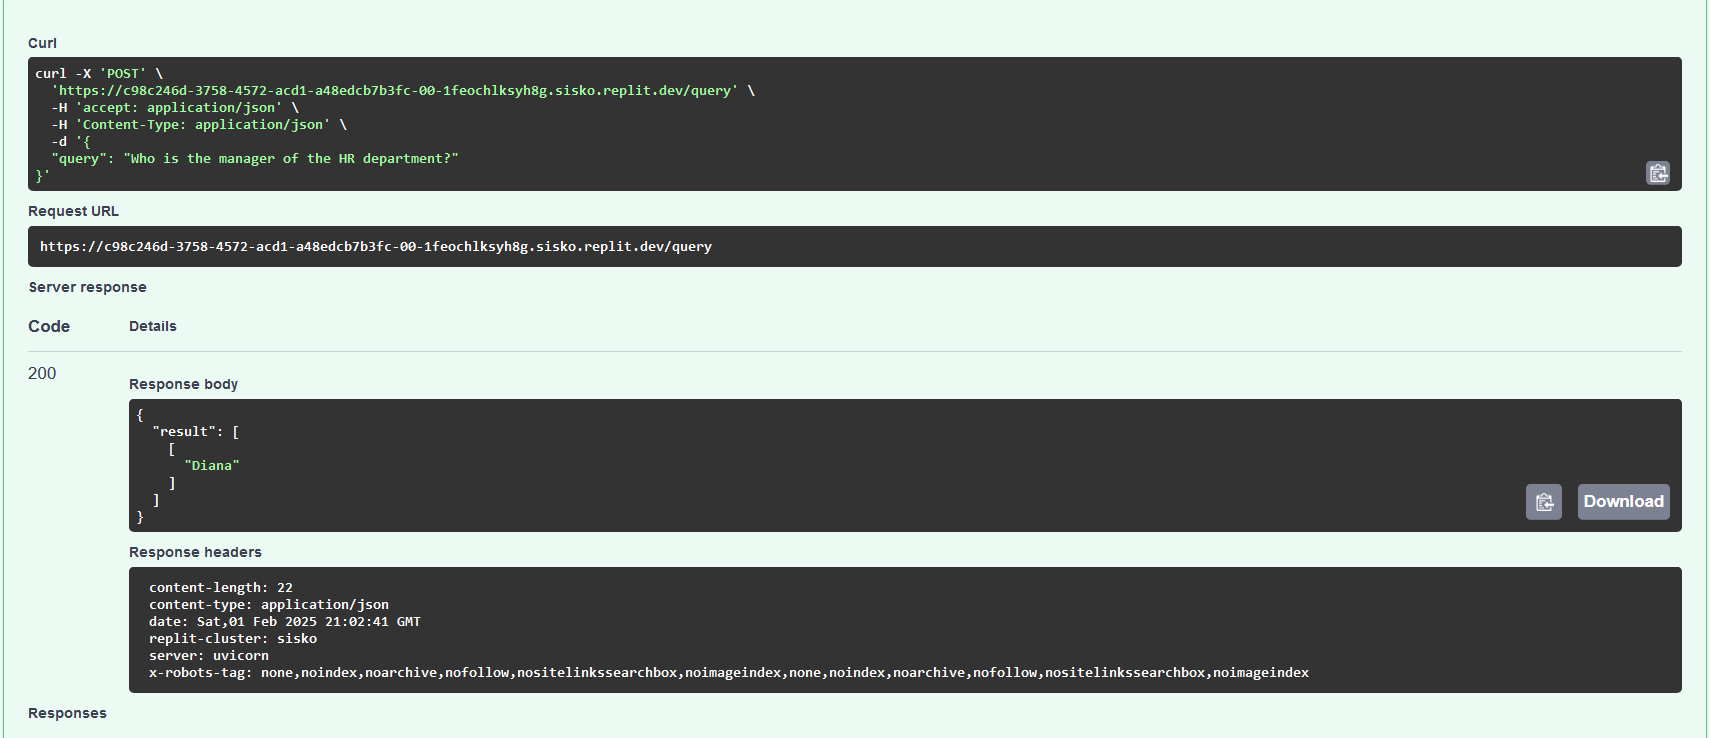 Curl
curl -X 'POST' \
  'https://c98c246d-3758-4572-acd1-a48edcb7b3fc-00-1feochlksyh8g.sisko.replit.dev/query' \
  -H 'accept: application/json' \
  -H 'Content-Type: application/json' \
  -d '{
  "query": "Who is the manager of the HR department?"
}'
Request URL
https://c98c246d-3758-4572-acd1-a48edcb7b3fc-00-1feochlksyh8g.sisko.replit.dev/query
Server response
Code Details
200
Response body
{
  "result": [
    [
      "Diana"
    ]
  ]
}
Download
Response headers
content-length: 22
content-type: application/json
date: Sat,01 Feb 2025 21:02:41 GMT
replit-cluster: sisko
server: uvicorn
x-robots-tag: none,noindex,noarchive,nofollow,nositelinkssearchbox,noimageindex,none,noindex,noarchive,nofollow,nositelinkssearchbox,noimageindex
Responses